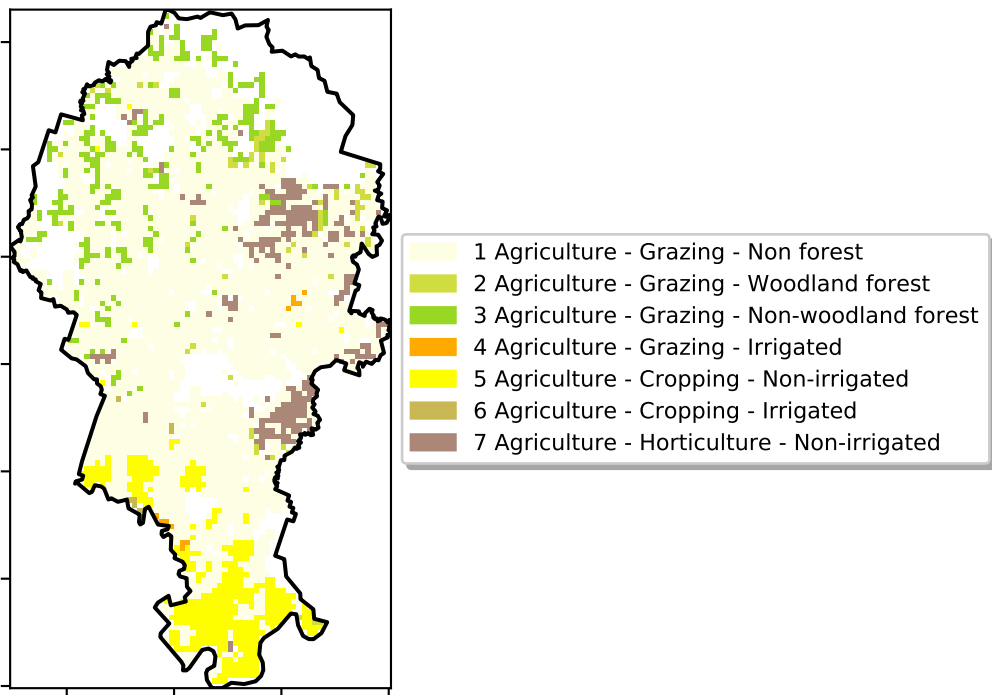 1 Agriculture - Grazing - Non forest
2 Agriculture - Grazing - Woodland forest
3 Agriculture - Grazing - Non-woodland forest
4 Agriculture - Grazing - Irrigated
5 Agriculture - Cropping - Non-irrigated
6 Agriculture - Cropping - Irrigated
7 Agriculture - Horticulture - Non-irrigated